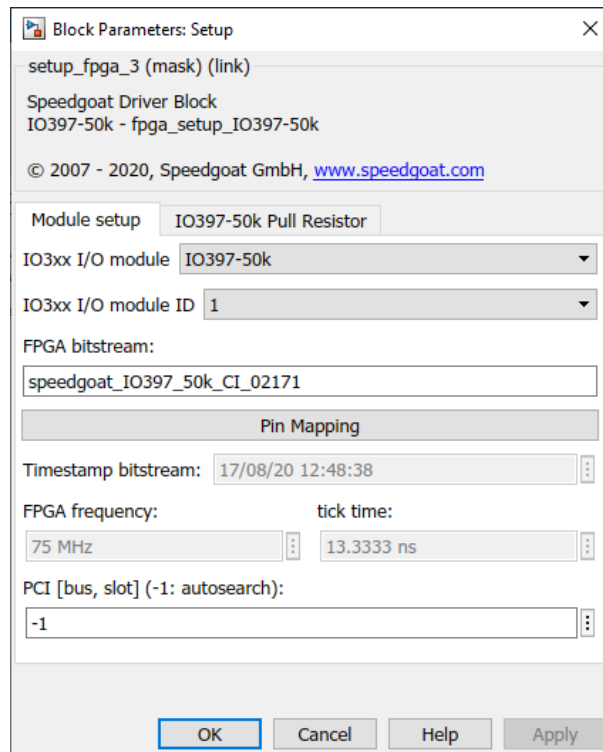 Block Parameters: Setup
setup_fpga_3 (mask) (link)
Speedgoat Driver Block
IO397-50k - fpga_setup_IO397-50k
© 2007 - 2020, Speedgoat GmbH, www.speedgoat.com
Module setup IO397-50k Pull Resistor
IO3xx I/O module IO397-50k
IO3xx I/O module ID 1
FPGA bitstream:
speedgoat_IO397_50k_CI_02171
Pin Mapping
Timestamp bitstream: 17/08/20 12:48:38
FPGA frequency: tick time:
75 MHz 13.3333 ns
PCI [bus, slot] (-1: autosearch):
-1
OK Cancel Help Apply